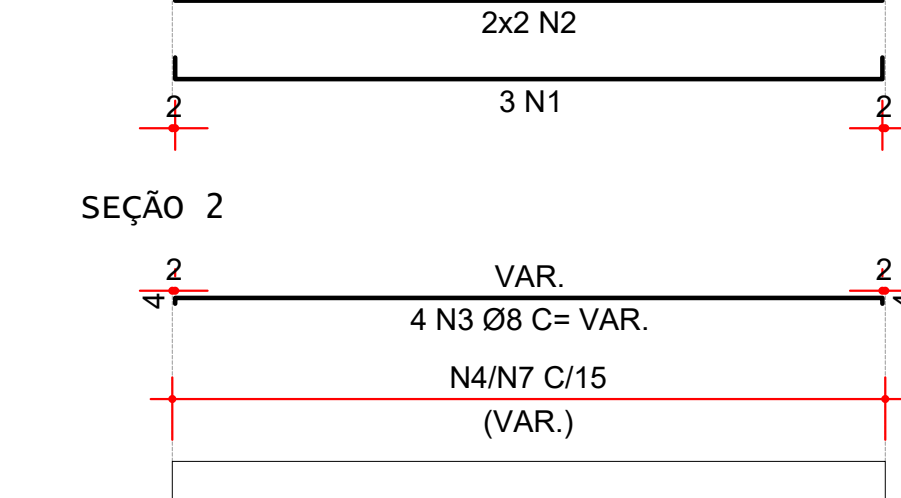 2x2 N2
3 N1
2 2
SEÇÃO 2
2 VAR. 2
4 4
4 N3 Ø8 C= VAR.
N4/N7 C/15
(VAR.)